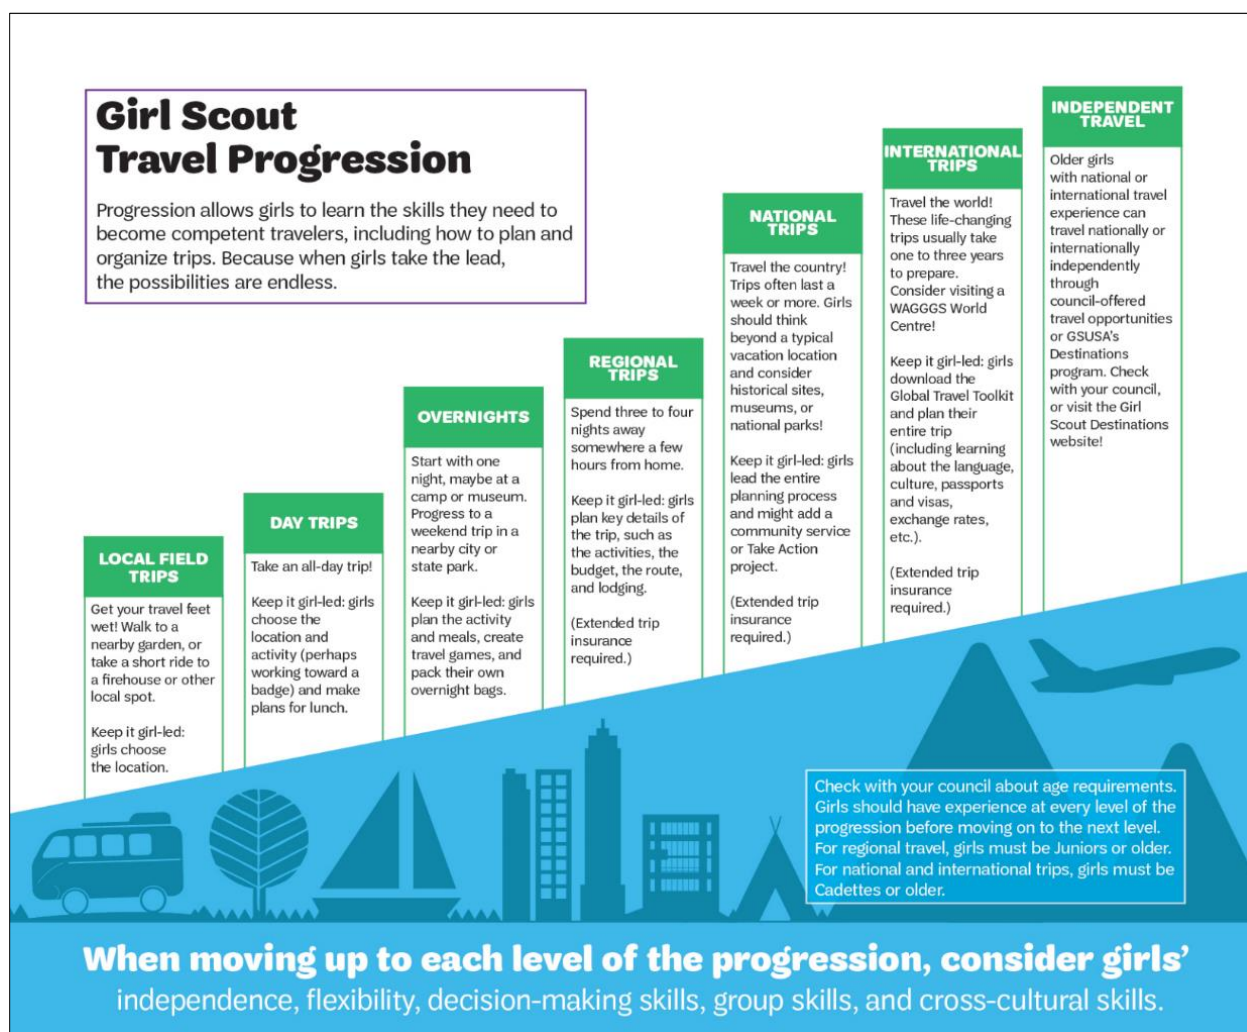 Girl Scout
Travel Progression
Progression allows girls to learn the skills they need to
become competent travelers, including how to plan and
organize trips. Because when girls take the lead,
the possibilities are endless.
LOCAL FIELD
TRIPS
Get your travel feet
wet! Walk to a
nearby garden, or
take a short ride to
a firehouse or other
local spot.
Keep it girl-led:
girls choose
the location.
DAY TRIPS
Take an all-day trip!
Keep it girl-led: girls
choose the
location and
activity (perhaps
working toward a
badge) and make
plans for lunch.
OVERNIGHTS
Start with one
night, maybe at a
camp or museum.
Progress to a
weekend trip in a
nearby city or
state park.
Keep it girl-led: girls
plan the activity
and meals, create
travel games, and
pack their own
overnight bags.
REGIONAL
TRIPS
Spend three to four
nights away
somewhere a few
hours from home.
Keep it girl-led: girls
plan key details of
the trip, such as
the activities, the
budget, the route,
and lodging.
(Extended trip
insurance
required.)
NATIONAL
TRIPS
Travel the country!
Trips often last a
week or more. Girls
should think
beyond a typical
vacation location
and consider
historical sites,
museums, or
national parks!
Keep it girl-led: girls
lead the entire
planning process
and might add a
community service
or Take Action
project.
(Extended trip
insurance
required.)
INTERNATIONAL
TRIPS
Travel the world!
These life-changing
trips usually take
one to three years
to prepare.
Consider visiting a
WAGGGS World
Centre!
Keep it girl-led: girls
download the
Global Travel Toolkit
and plan their
entire trip
(including learning
about the language,
culture, passports
and visas,
exchange rates,
etc.).
(Extended trip
insurance
required.)
INDEPENDENT
TRAVEL
Older girls
with national or
international travel
experience can
travel nationally or
internationally
independently
through
council-offered
travel opportunities
or GSUSA's
Destinations
program. Check
with your council,
or visit the Girl
Scout Destinations
website!
Check with your council about age requirements.
Girls should have experience at every level of the
progression before moving on to the next level.
For regional travel, girls must be Juniors or older.
For national and international trips, girls must be
Cadettes or older.
When moving up to each level of the progression, consider girls'
independence, flexibility, decision-making skills, group skills, and cross-cultural skills.